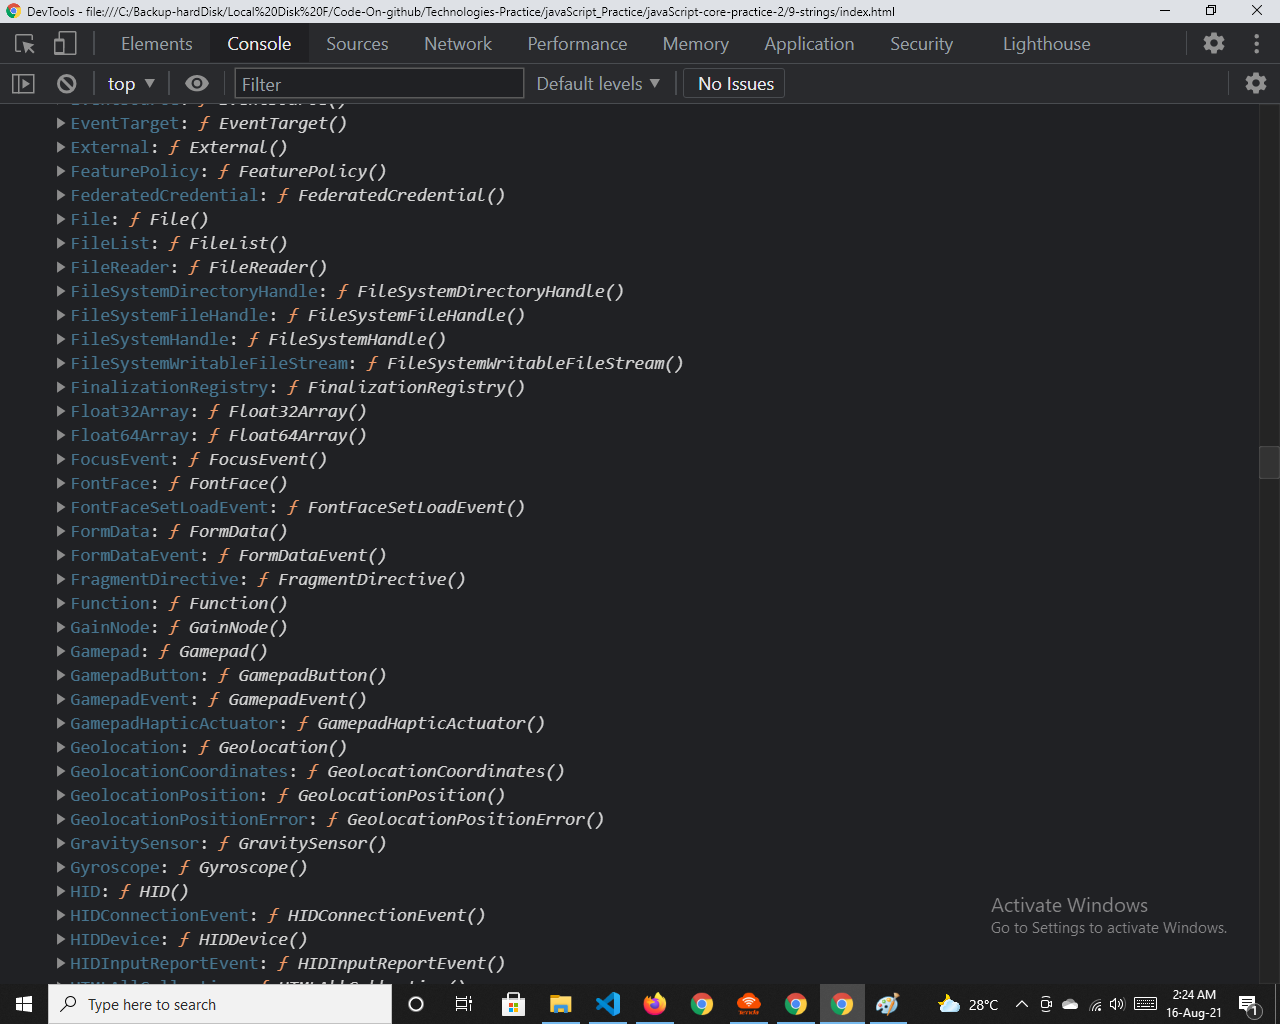 DevTools - file:///C:/Backup-hardDisk/Local%20Disk%20F/Code-On-github/Technologies-Practice/javaScript_Practice/javaScript-core-practice-2/9-strings/index.html
Elements Console Sources Network Performance Memory Application Security Lighthouse
top Filter Default levels No Issues
EventTarget: ƒ EventTarget()
External: ƒ External()
FeaturePolicy: ƒ FeaturePolicy()
FederatedCredential: ƒ FederatedCredential()
File: ƒ File()
FileList: ƒ FileList()
FileReader: ƒ FileReader()
FileSystemDirectoryHandle: ƒ FileSystemDirectoryHandle()
FileSystemFileHandle: ƒ FileSystemFileHandle()
FileSystemHandle: ƒ FileSystemHandle()
FileSystemWritableFileStream: ƒ FileSystemWritableFileStream()
FinalizationRegistry: ƒ FinalizationRegistry()
Float32Array: ƒ Float32Array()
Float64Array: ƒ Float64Array()
FocusEvent: ƒ FocusEvent()
FontFace: ƒ FontFace()
FontFaceSetLoadEvent: ƒ FontFaceSetLoadEvent()
FormData: ƒ FormData()
FormDataEvent: ƒ FormDataEvent()
FragmentDirective: ƒ FragmentDirective()
Function: ƒ Function()
GainNode: ƒ GainNode()
Gamepad: ƒ Gamepad()
GamepadButton: ƒ GamepadButton()
GamepadEvent: ƒ GamepadEvent()
GamepadHapticActuator: ƒ GamepadHapticActuator()
Geolocation: ƒ Geolocation()
GeolocationCoordinates: ƒ GeolocationCoordinates()
GeolocationPosition: ƒ GeolocationPosition()
GeolocationPositionError: ƒ GeolocationPositionError()
GravitySensor: ƒ GravitySensor()
Gyroscope: ƒ Gyroscope()
HID: ƒ HID()
HIDConnectionEvent: ƒ HIDConnectionEvent()
HIDDevice: ƒ HIDDevice()
HIDInputReportEvent: ƒ HIDInputReportEvent()
Activate Windows
Go to Settings to activate Windows.
Type here to search
28°C
2:24 AM
16-Aug-21
1